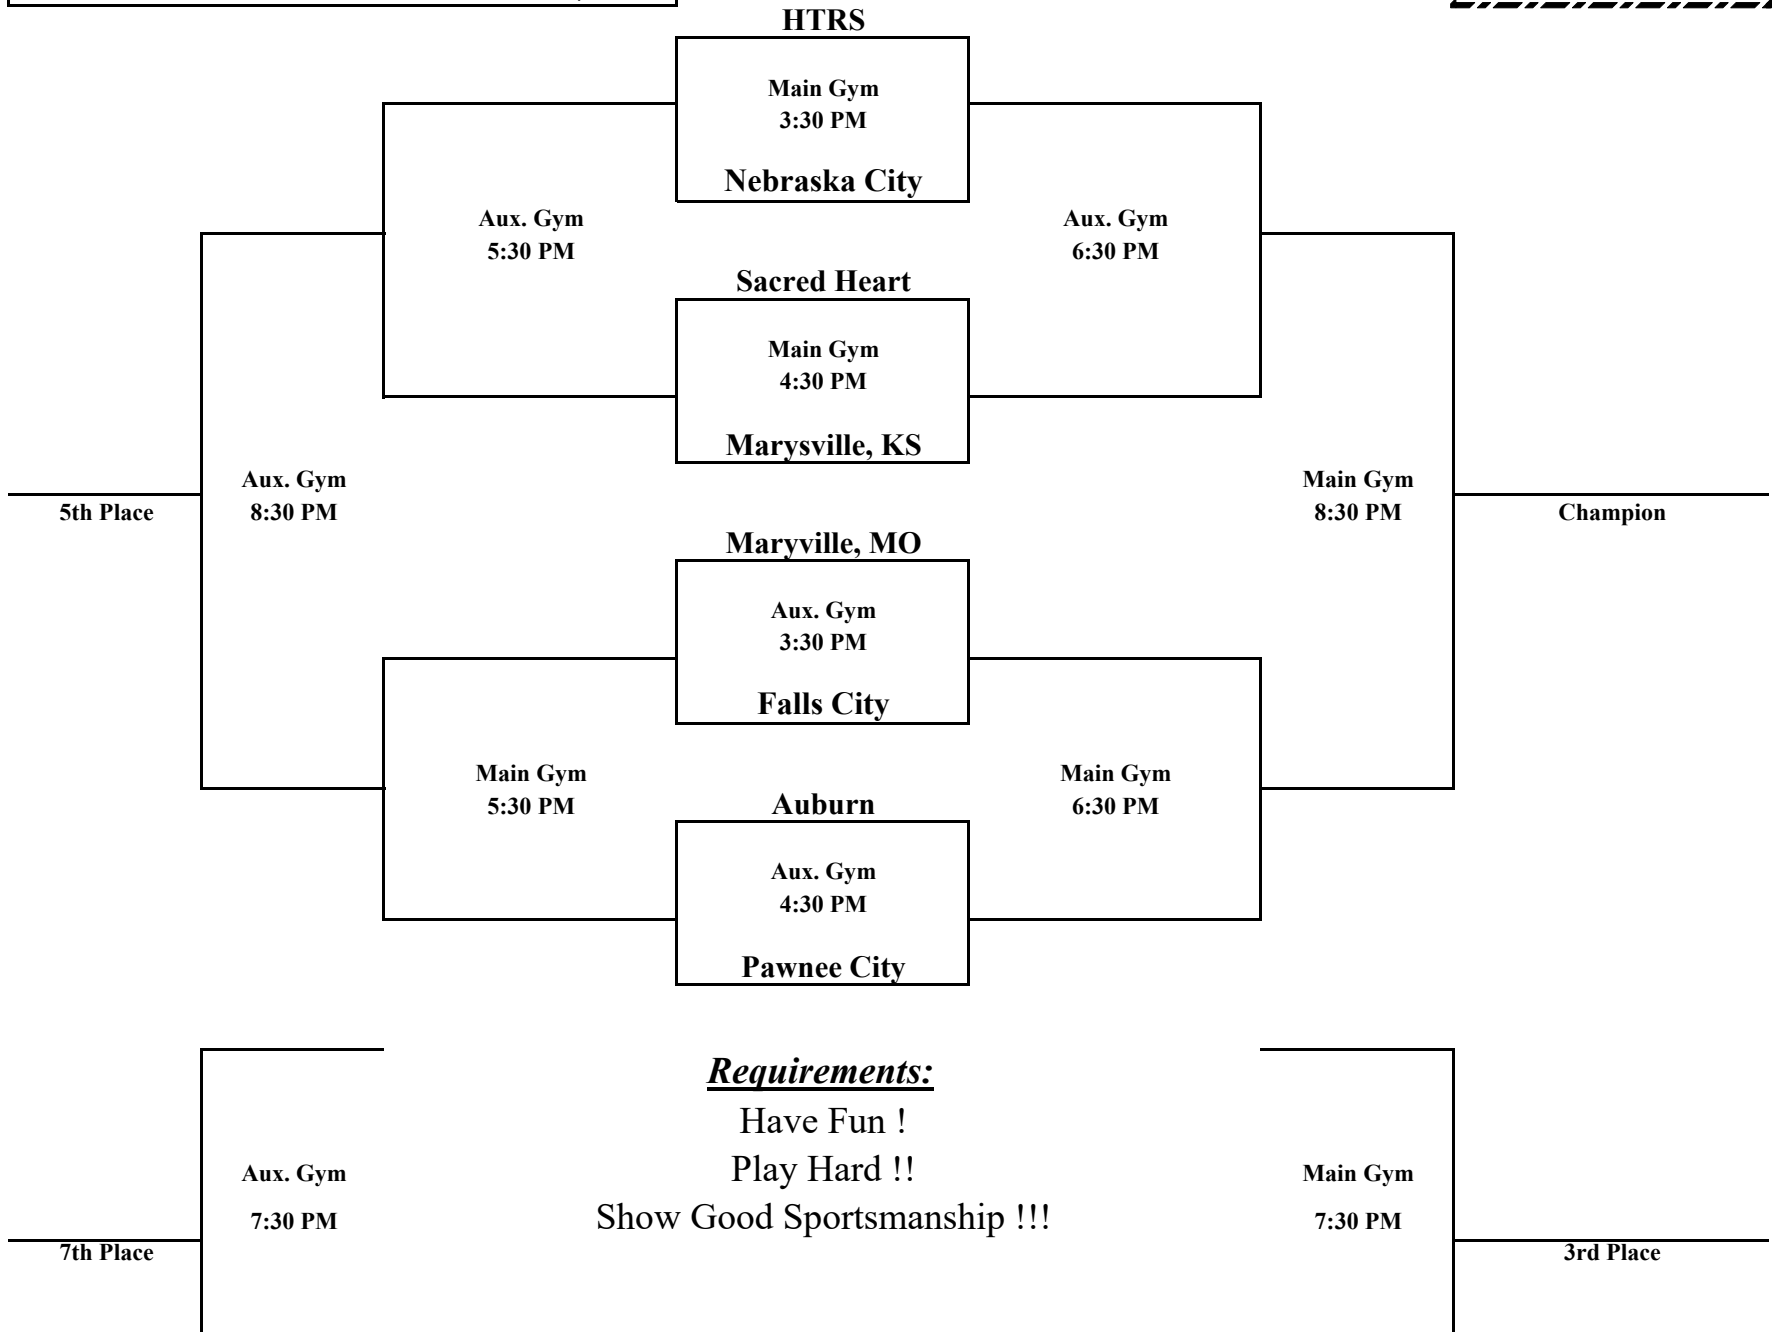 HTRS
Main Gym
3:30 PM
Nebraska City
Aux. Gym
5:30 PM
Aux. Gym
6:30 PM
Sacred Heart
Main Gym
4:30 PM
Marysville, KS
Aux. Gym
8:30 PM
5th Place
Main Gym
8:30 PM
Champion
Maryville, MO
Aux. Gym
3:30 PM
Falls City
Main Gym
5:30 PM
Main Gym
6:30 PM
Auburn
Aux. Gym
4:30 PM
Pawnee City
Requirements:
Have Fun !
Play Hard !!
Show Good Sportsmanship !!!
Aux. Gym
7:30 PM
7th Place
Main Gym
7:30 PM
3rd Place